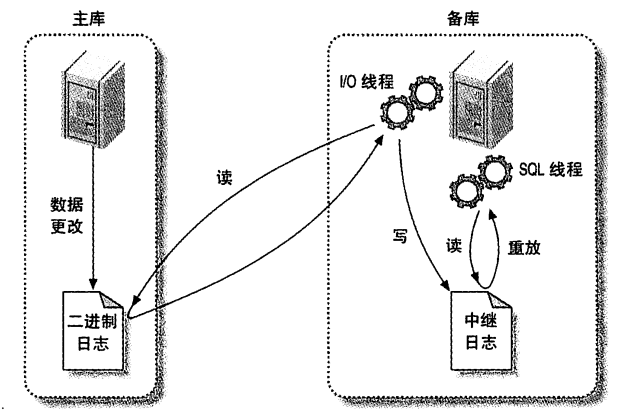 主库
备库
I/O 线程
SQL 线程
读
数据
更改
写
读
重放
二进制
日志
中继
日志